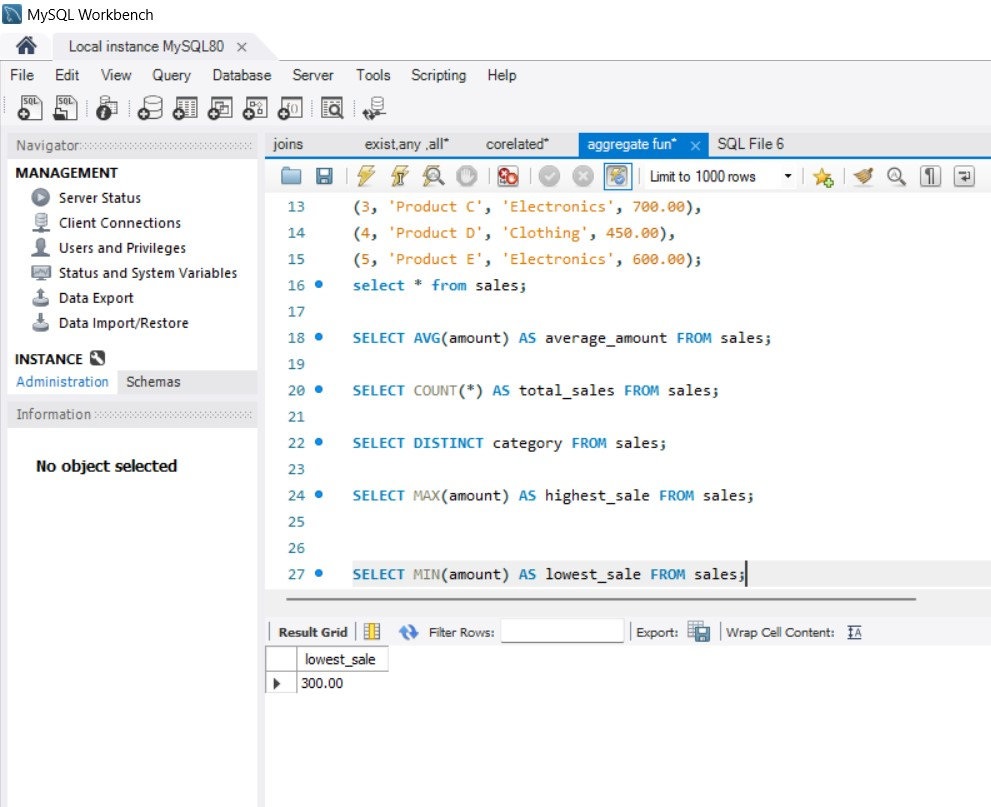 MySQL Workbench
Local instance MySQL80
File Edit View Query Database Server Tools Scripting Help
Navigator
MANAGEMENT
Server Status
Client Connections
Users and Privileges
Status and System Variables
Data Export
Data Import/Restore
INSTANCE
Administration Schemas
Information
No object selected
joins exist,any ,all* corelated* aggregate fun* SQL File 6
Limit to 1000 rows
13 (3, 'Product C', 'Electronics', 700.00),
14 (4, 'Product D', 'Clothing', 450.00),
15 (5, 'Product E', 'Electronics', 600.00);
16 select * from sales;
17
18 SELECT AVG(amount) AS average_amount FROM sales;
19
20 SELECT COUNT(*) AS total_sales FROM sales;
21
22 SELECT DISTINCT category FROM sales;
23
24 SELECT MAX(amount) AS highest_sale FROM sales;
25
26
27 SELECT MIN(amount) AS lowest_sale FROM sales;
Result Grid Filter Rows: Export: Wrap Cell Content:
lowest_sale
300.00